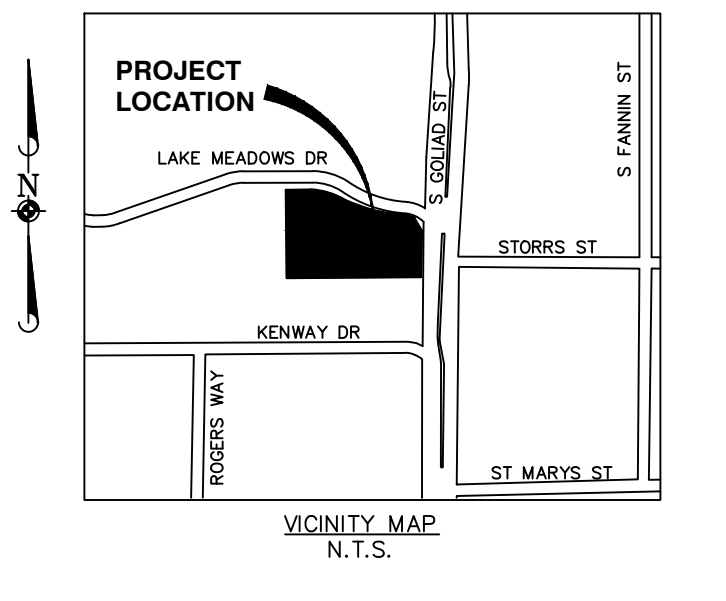 PROJECT
LOCATION
LAKE MEADOWS DR
S GOLIAD ST
S FANNIN ST
N
STORRS ST
KENWAY DR
ROGERS WAY
ST MARYS ST
VICINITY MAP
N.T.S.